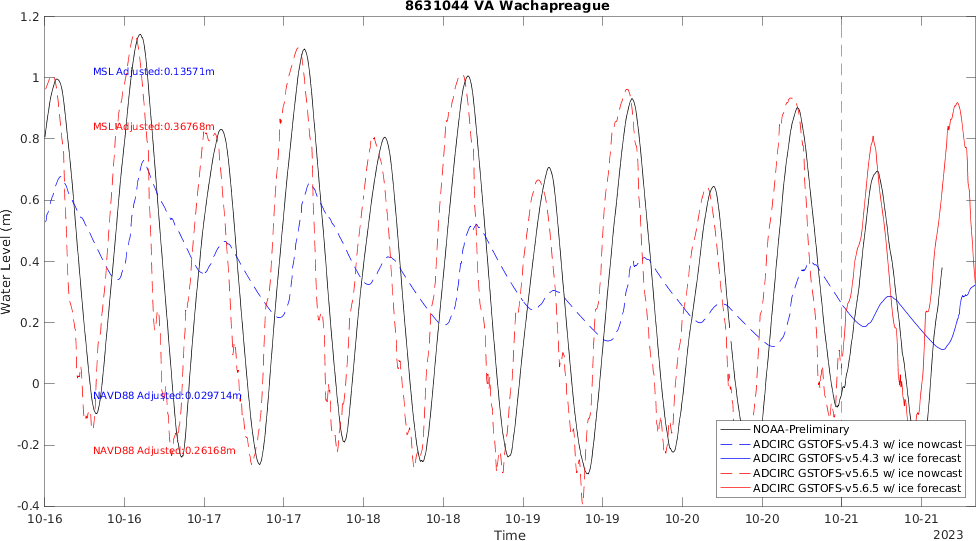 8631044 VA Wachapreague
Water Level (m)
1.2
1
0.8
0.6
0.4
0.2
0
-0.2
-0.4
MSL Adjusted:0.13571m
MSL Adjusted:0.36768m
NAVD88 Adjusted:0.029714m
NAVD88 Adjusted:0.26168m
NOAA-Preliminary
ADCIRC GSTOFS-v5.4.3 w/ ice nowcast
ADCIRC GSTOFS-v5.4.3 w/ ice forecast
ADCIRC GSTOFS-v5.6.5 w/ ice nowcast
ADCIRC GSTOFS-v5.6.5 w/ ice forecast
10-16 10-16 10-17 10-17 10-18 10-18 10-19 10-19 10-20 10-20 10-21 10-21
Time
2023